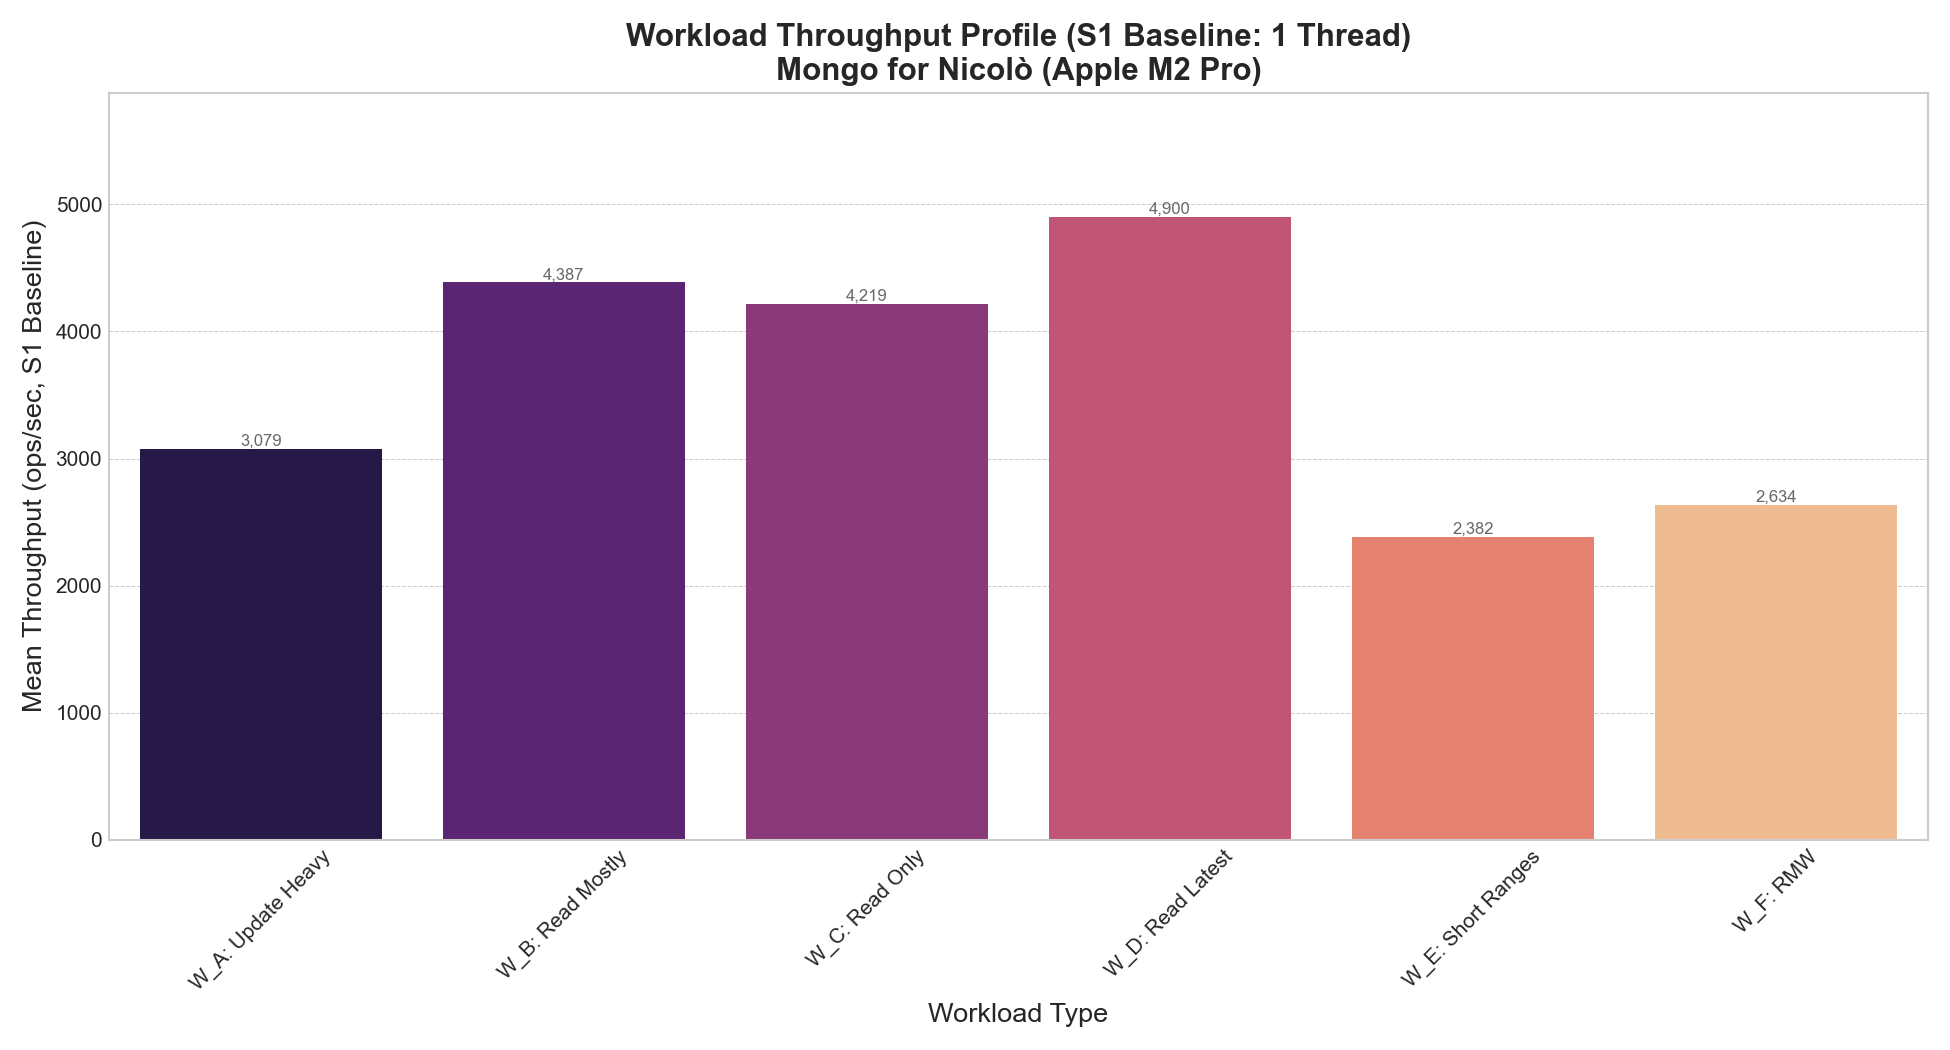 Workload Throughput Profile (S1 Baseline: 1 Thread)
Mongo for Nicolò (Apple M2 Pro)
Mean Throughput (ops/sec, S1 Baseline)
5000
4000
3000
2000
1000
0
3,079
4,387
4,219
4,900
2,382
2,634
W_A: Update Heavy
W_B: Read Mostly
W_C: Read Only
W_D: Read Latest
W_E: Short Ranges
W_F: RMW
Workload Type